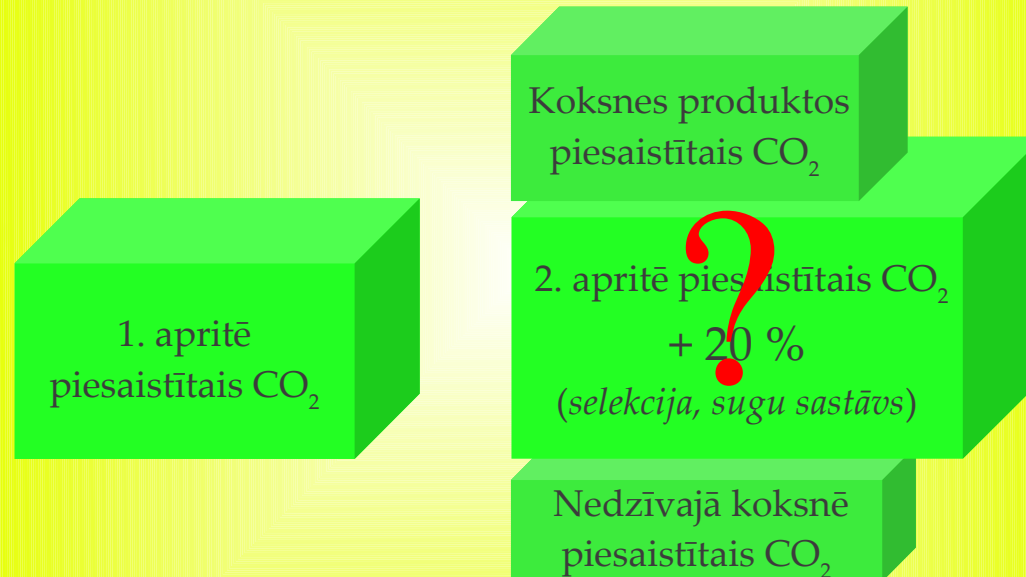 Koksnes produktos
piesaistītais CO₂
1. apritē
piesaistītais CO₂
?
2. apritē piesaistītais CO₂
+ 20 %
(selekcija, sugu sastāvs)
Nedzīvajā koksnē
piesaistītais CO₂